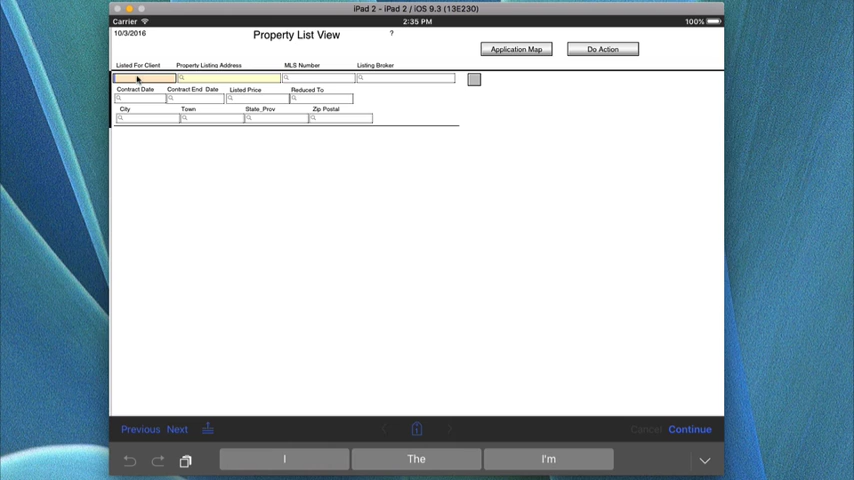 iPad 2 - iPad 2 / iOS 9.3 (13E230)
Carrier 2:35 PM 100%
10/3/2016 Property List View ?
Application Map Do Action
Listed For Client Property Listing Address MLS Number Listing Broker
Contract Date Contract End Date Listed Price Reduced To
City Town State_Prov Zip Postal
Previous Next 1 Cancel Continue
I The I'm